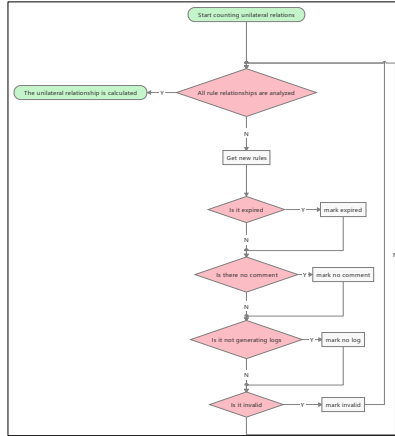 Start counting unilateral relations
The unilateral relationship is calculated
Y
All rule relationships are analyzed
N
Get new rules
Is it expired
Y
mark expired
N
Is there no comment
Y
mark no comment
N
Is it not generating logs
Y
mark no log
N
Is it invalid
Y
mark invalid